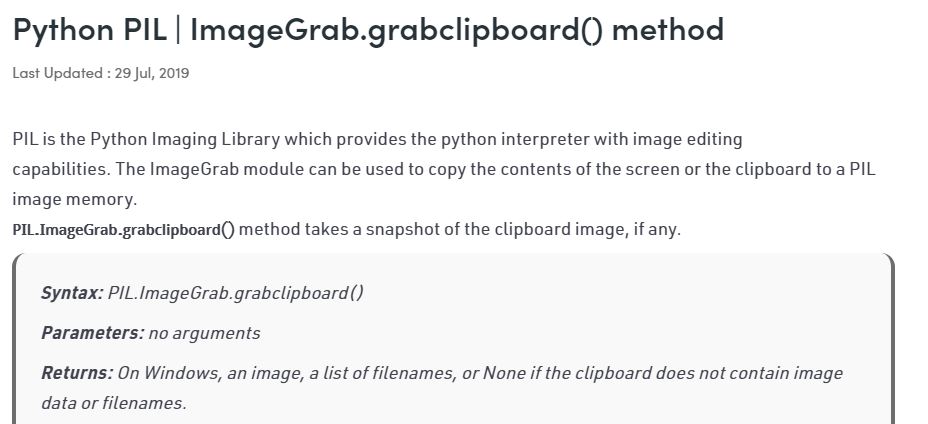 Python PIL | ImageGrab.grabclipboard() method
Last Updated : 29 Jul, 2019
PIL is the Python Imaging Library which provides the python interpreter with image editing
capabilities. The ImageGrab module can be used to copy the contents of the screen or the clipboard to a PIL
image memory.
PIL.ImageGrab.grabclipboard() method takes a snapshot of the clipboard image, if any.
Syntax: PIL.ImageGrab.grabclipboard()
Parameters: no arguments
Returns: On Windows, an image, a list of filenames, or None if the clipboard does not contain image
data or filenames.